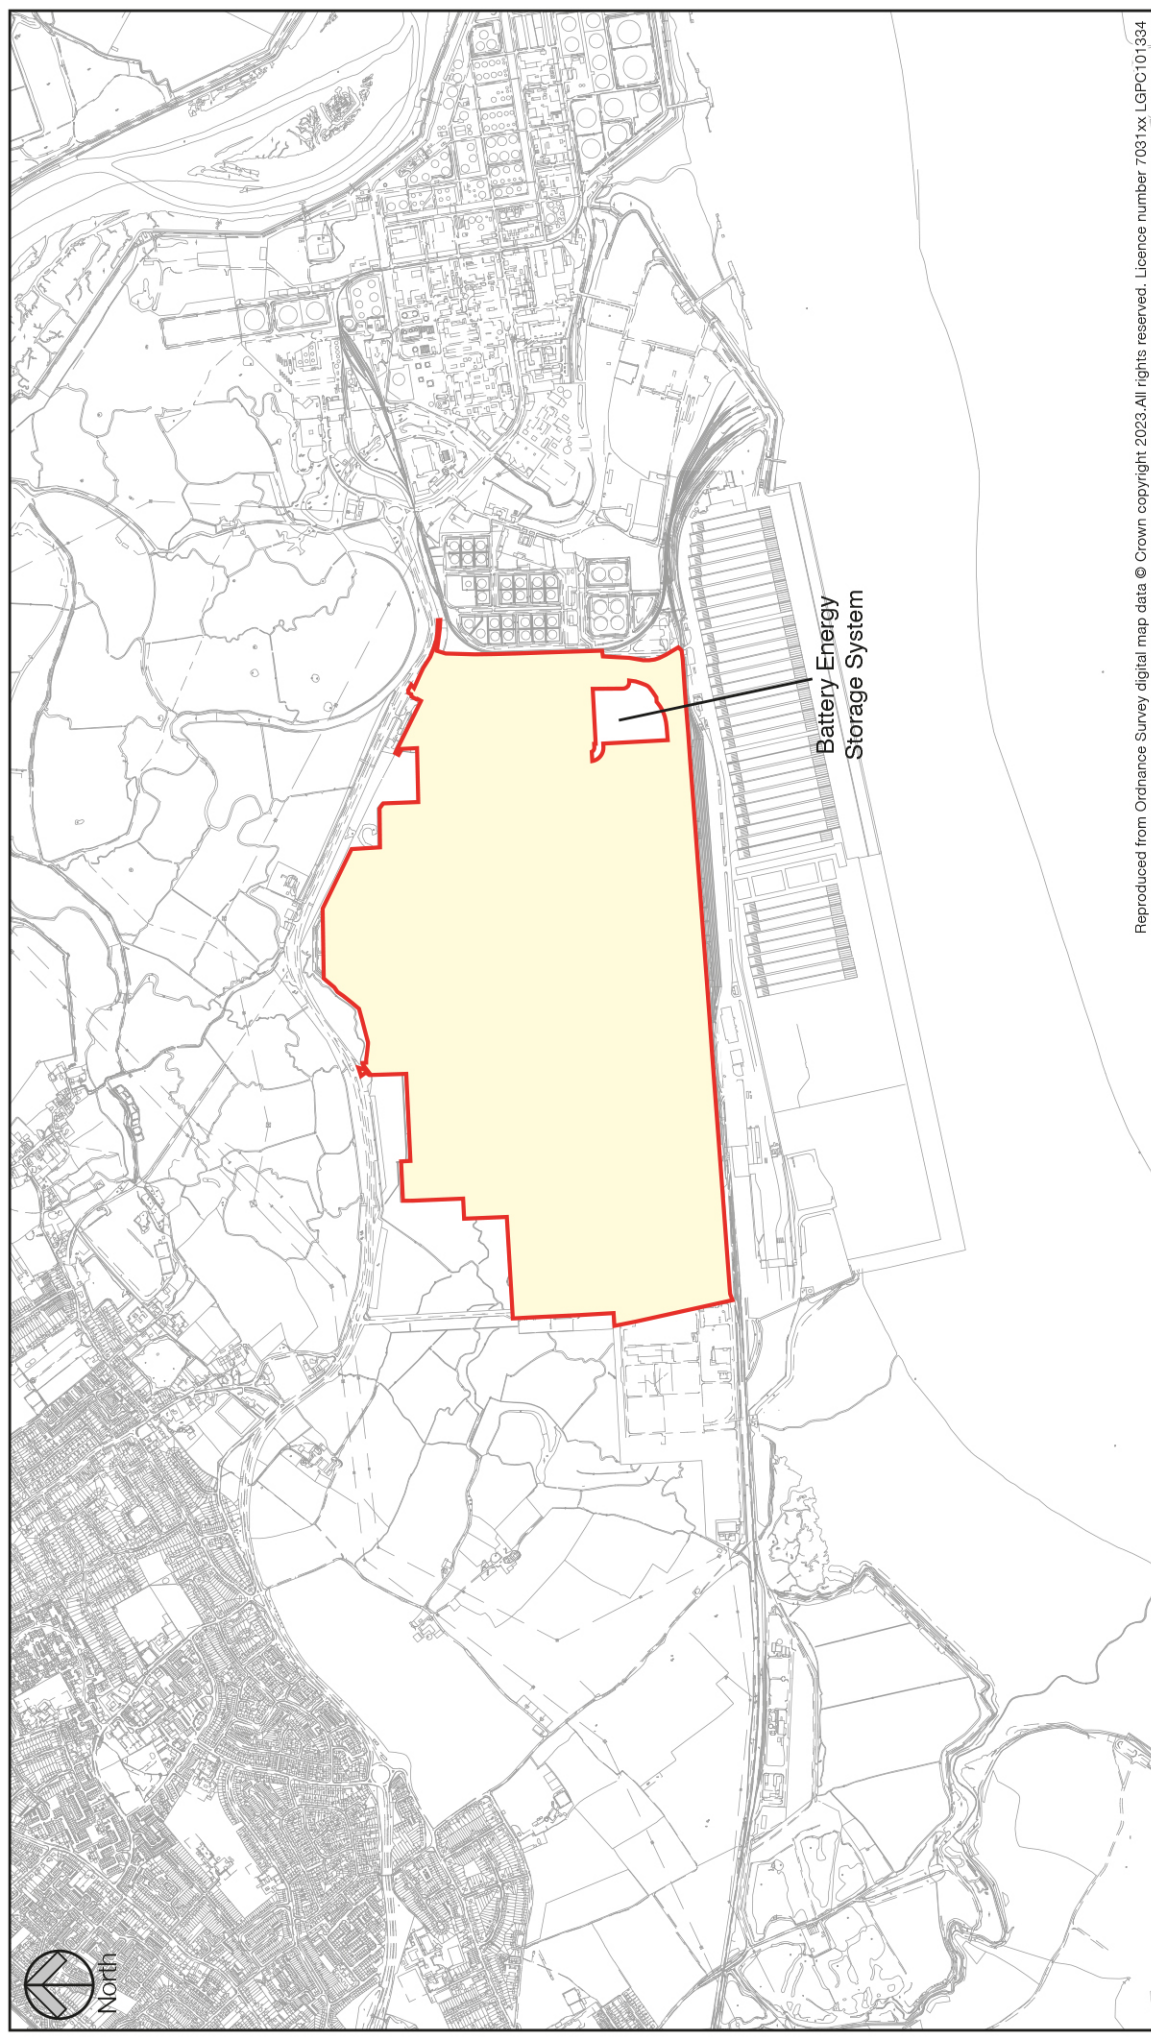 North
Battery Energy
Storage System
Reproduced from Ordnance Survey digital map data © Crown copyright 2023.All rights reserved. Licence number 7031xx LGPC101334